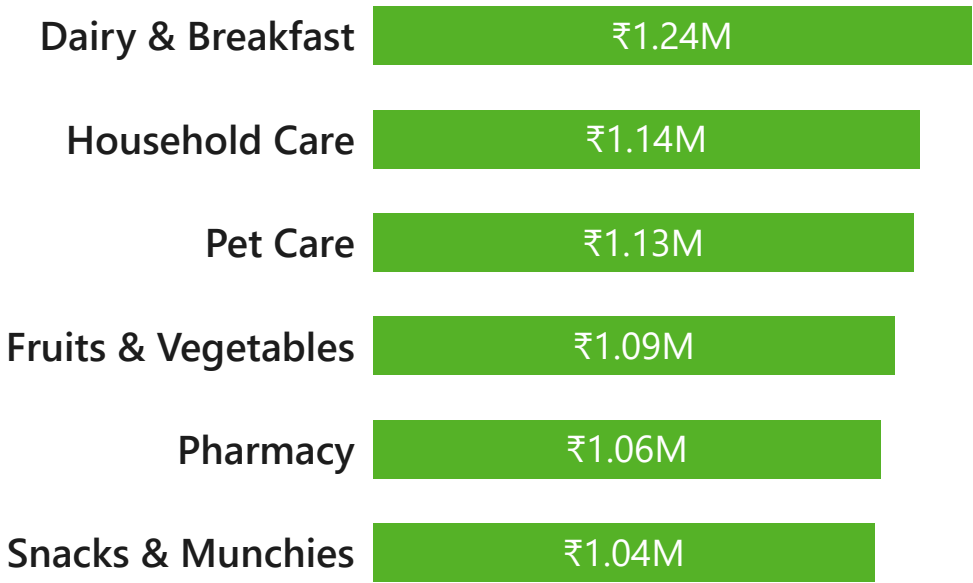 Dairy & Breakfast ₹1.24M
Household Care ₹1.14M
Pet Care ₹1.13M
Fruits & Vegetables ₹1.09M
Pharmacy ₹1.06M
Snacks & Munchies ₹1.04M